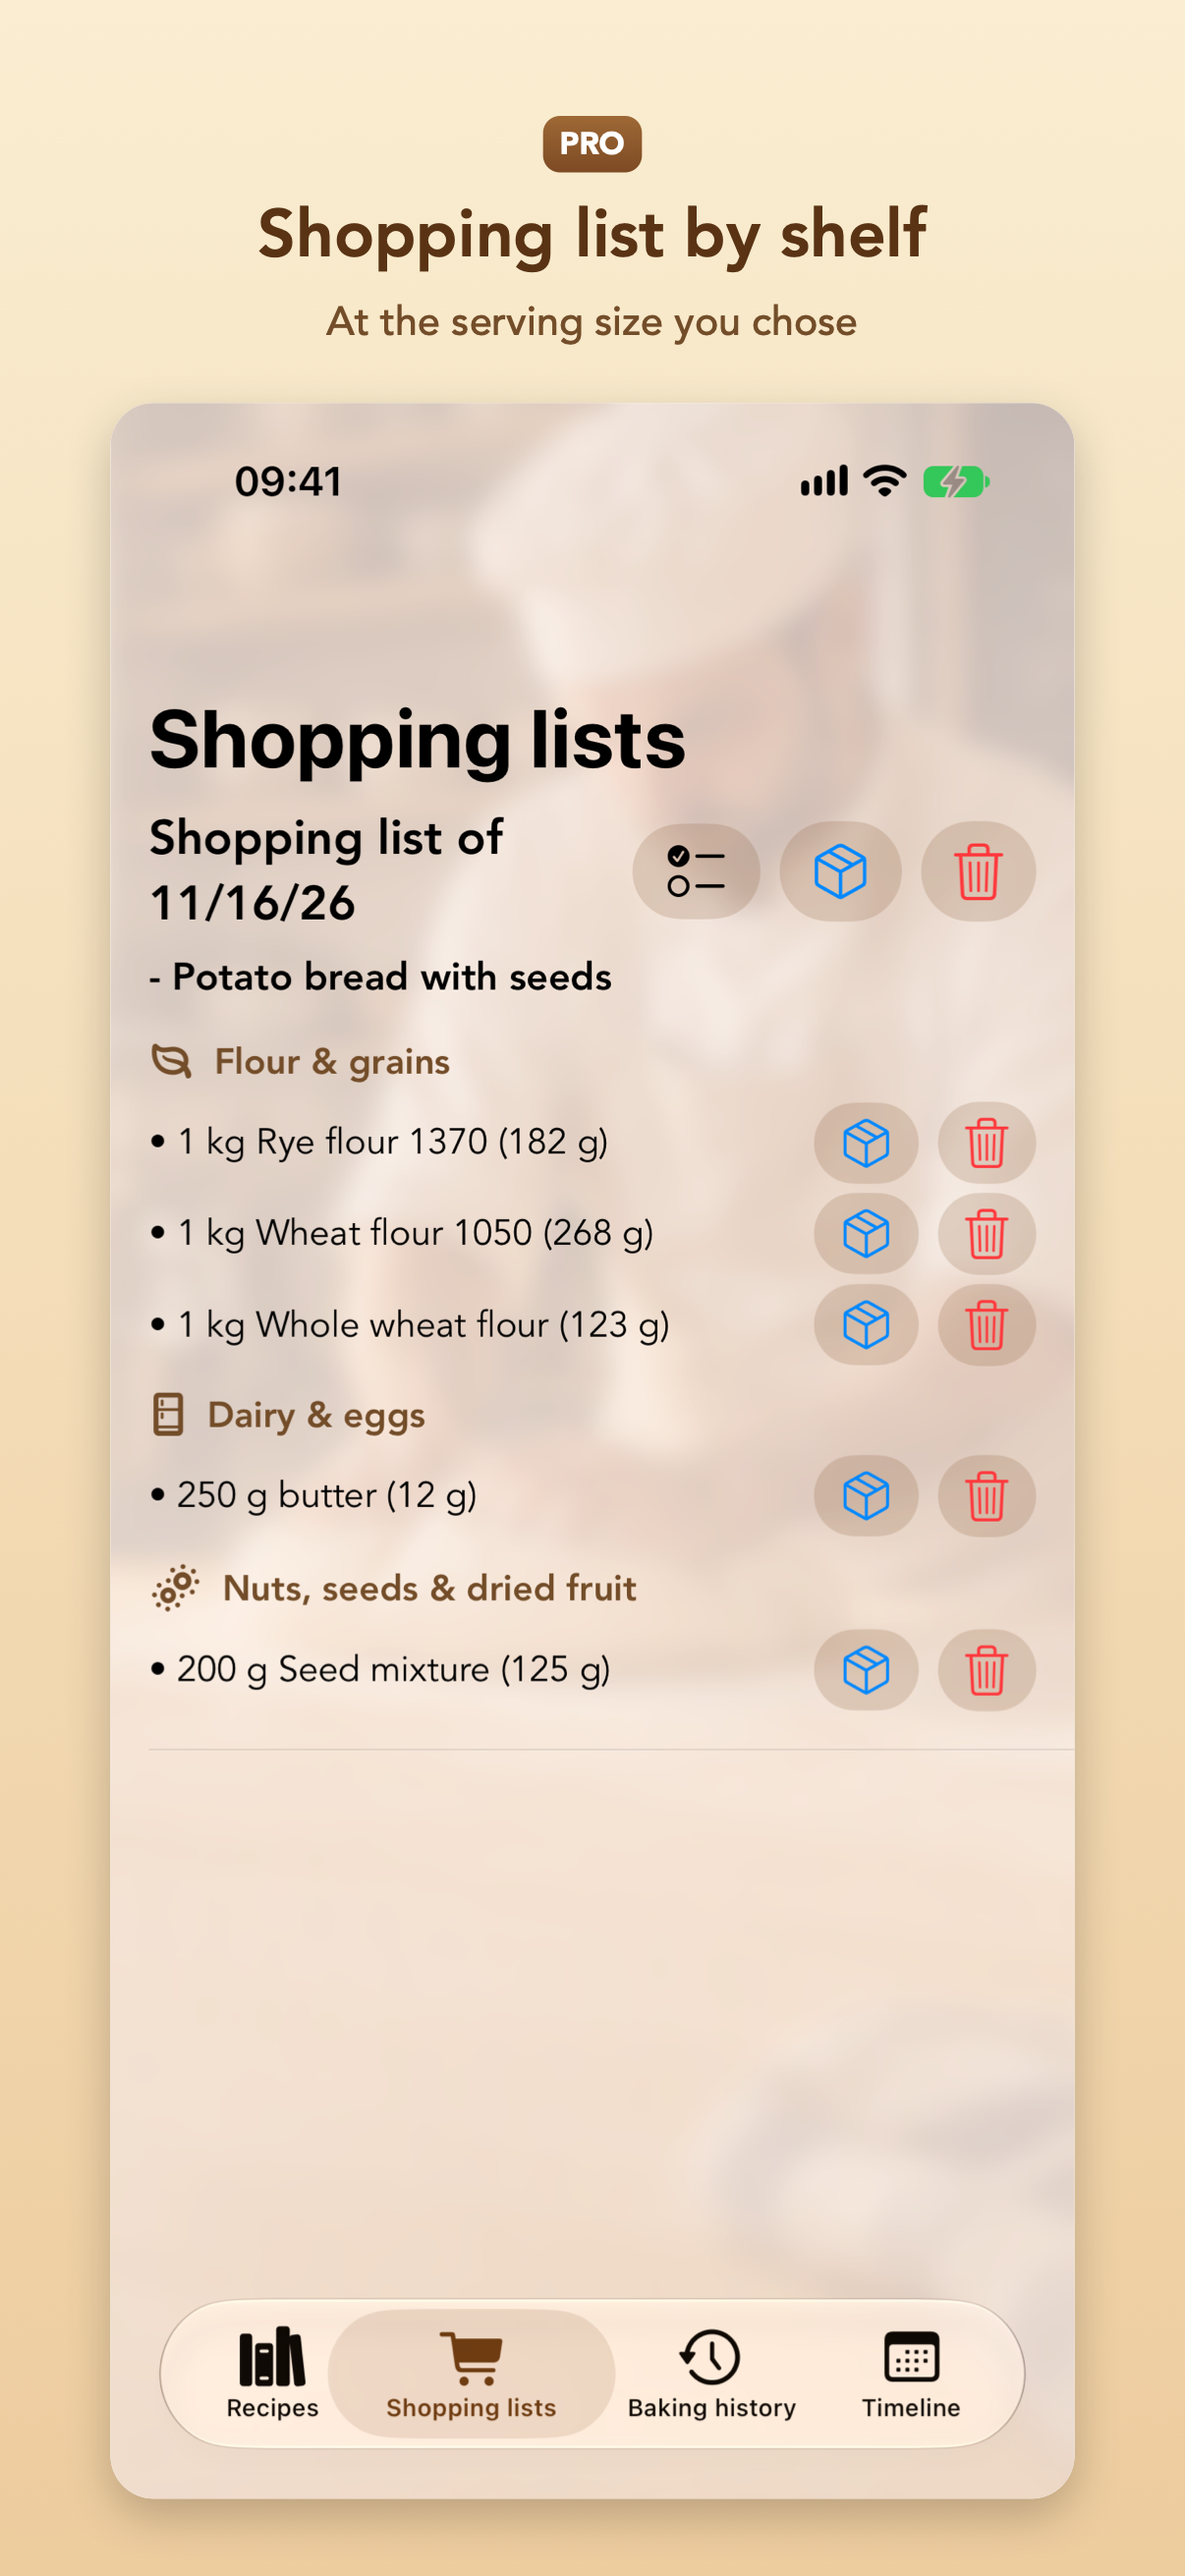 PRO
Shopping list by shelf
At the serving size you chose
09:41
Shopping lists
Shopping list of
11/16/26
- Potato bread with seeds
Flour & grains
• 1 kg Rye flour 1370 (182 g)
• 1 kg Wheat flour 1050 (268 g)
• 1 kg Whole wheat flour (123 g)
Dairy & eggs
• 250 g butter (12 g)
Nuts, seeds & dried fruit
• 200 g Seed mixture (125 g)
Recipes
Shopping lists
Baking history
Timeline